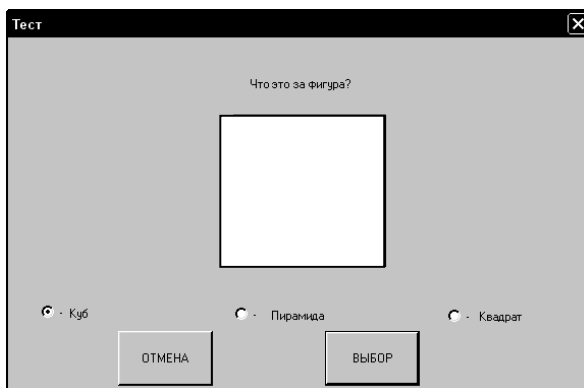 Тест
Что это за фигура?
- Куб
- Пирамида
- Квадрат
ОТМЕНА
ВЫБОР